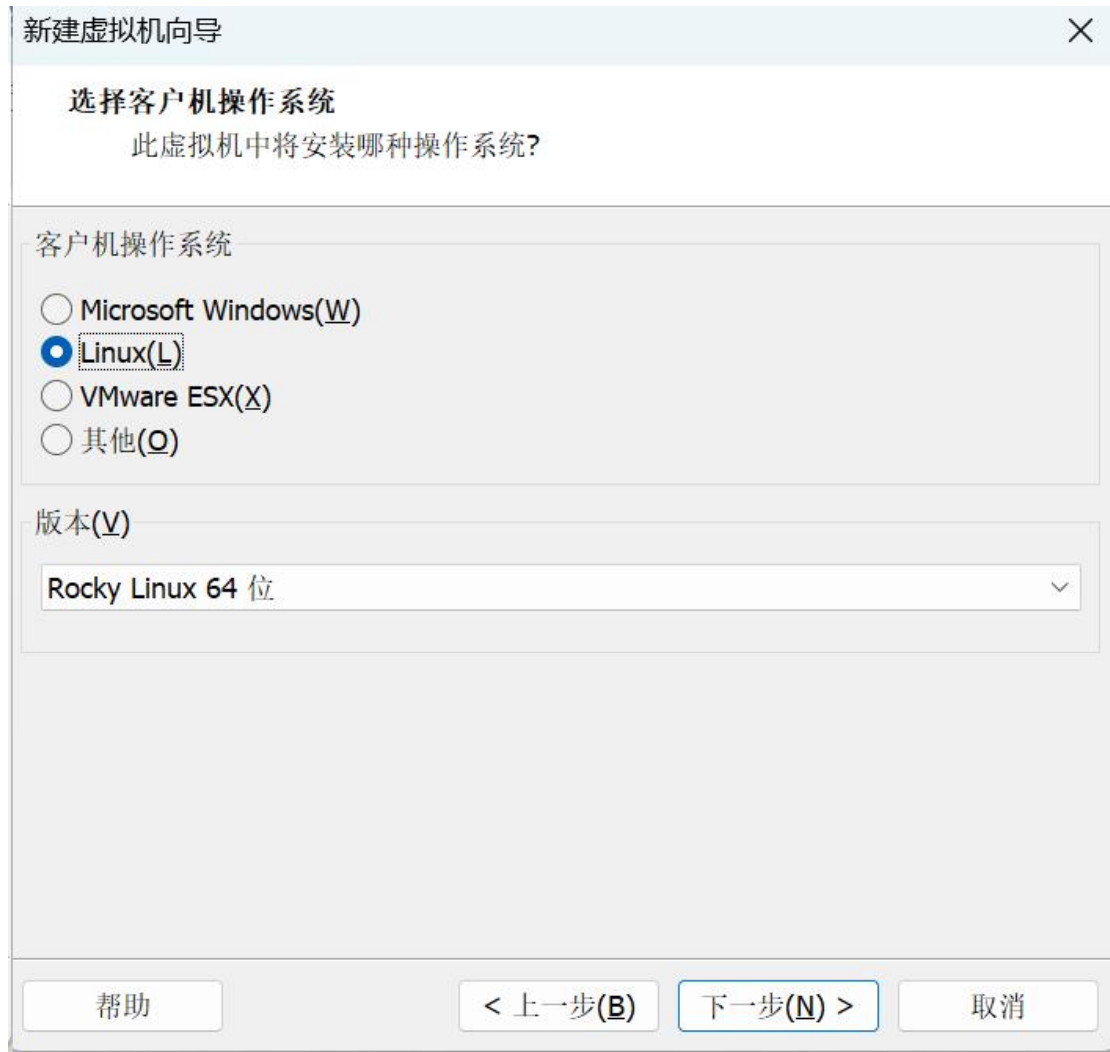 新建虚拟机向导
选择客户机操作系统
此虚拟机中将安装哪种操作系统?
客户机操作系统
Microsoft Windows(W)
Linux(L)
VMware ESX(X)
其他(O)
版本(V)
Rocky Linux 64 位
帮助
< 上一步(B)
下一步(N) >
取消